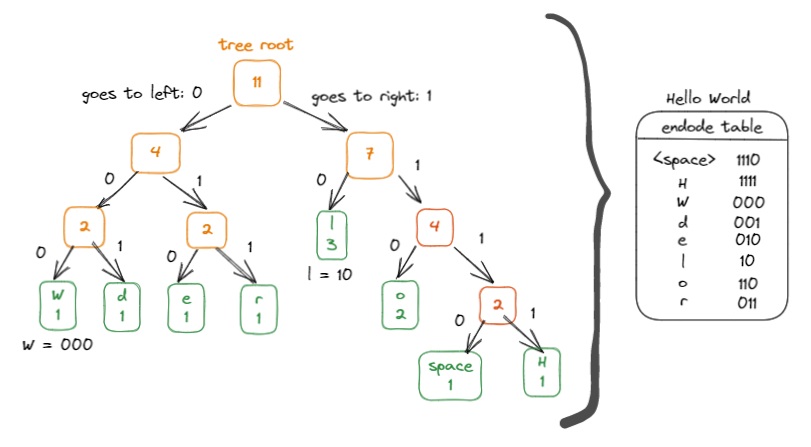 tree root
11
goes to left: 0
goes to right: 1
4
7
0
1
0
1
2
2
l
3
4
0
1
0
1
0
1
l = 10
W
1
d
1
e
1
r
1
o
2
2
W = 000
0
1
space
1
H
1
Hello World
endode table
<space> 1110
H 1111
W 000
d 001
e 010
l 10
o 110
r 011